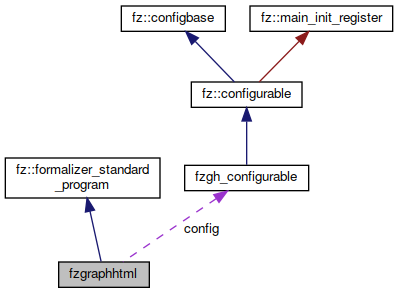 fz::configbase
fz::main_init_register
fz::configurable
fz::formalizer_standard
_program
fzgh_configurable
config
fzgraphhtml